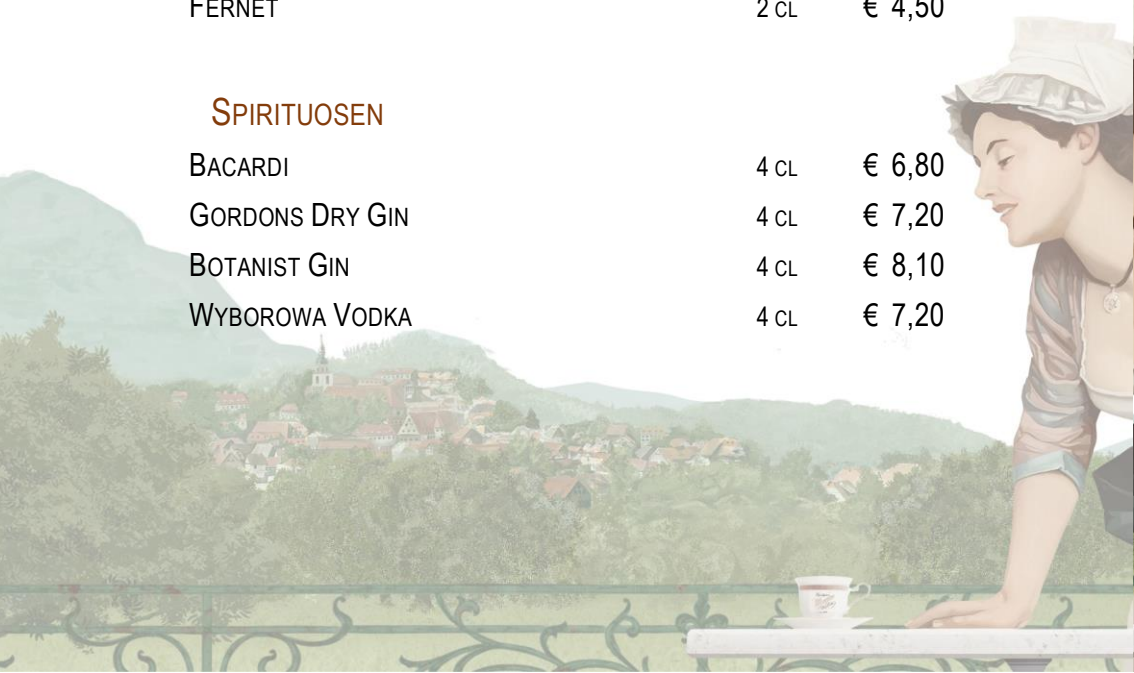 FERNET 2 CL € 4,50
SPIRITUOSEN
BACARDI 4 CL € 6,80
GORDONS DRY GIN 4 CL € 7,20
BOTANIST GIN 4 CL € 8,10
WYBOROWA VODKA 4 CL € 7,20